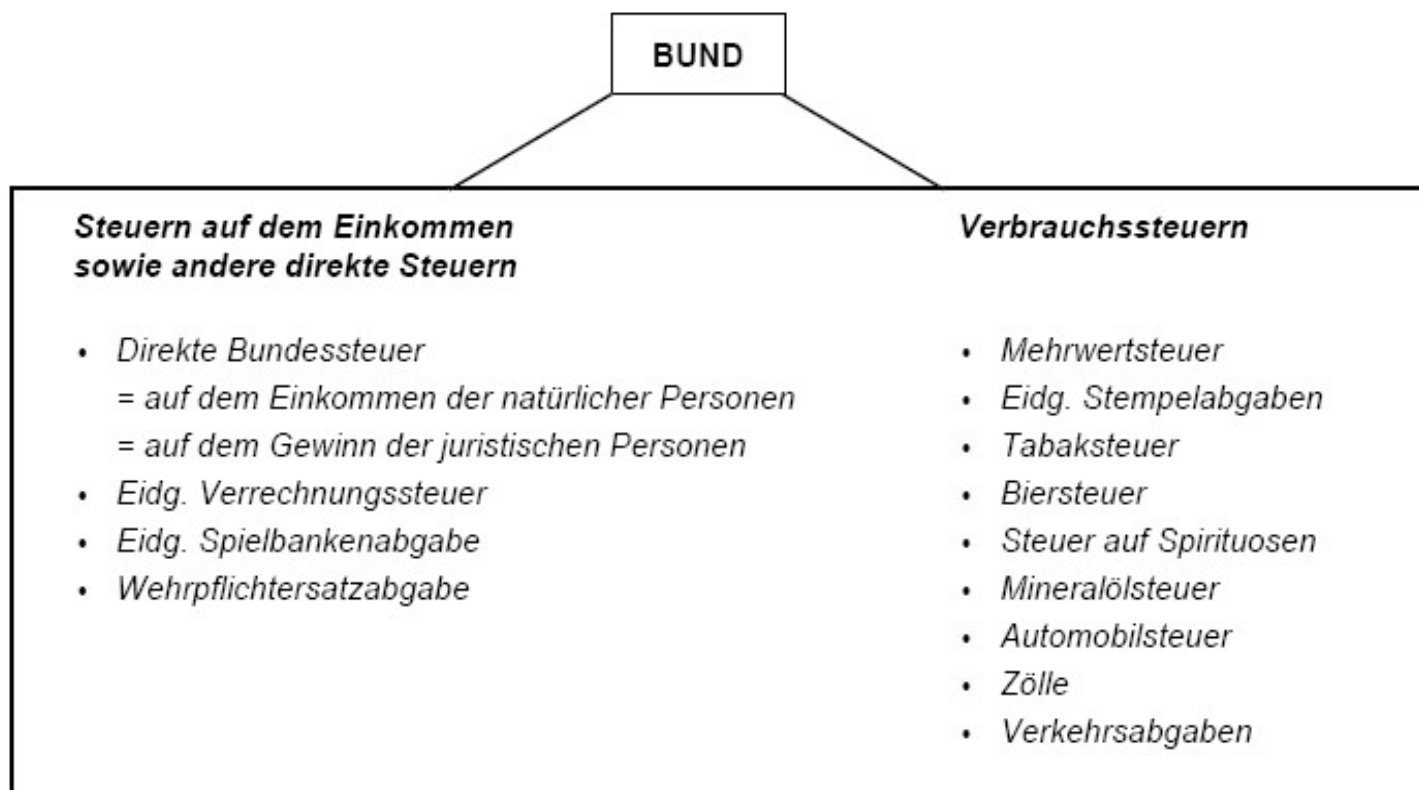 BUND
Steuern auf dem Einkommen
sowie andere direkte Steuern
• Direkte Bundessteuer
= auf dem Einkommen der natürlicher Personen
= auf dem Gewinn der juristischen Personen
• Eidg. Verrechnungssteuer
• Eidg. Spielbankenabgabe
• Wehrpflichtersatzabgabe
Verbrauchssteuern
• Mehrwertsteuer
• Eidg. Stempelabgaben
• Tabaksteuer
• Biersteuer
• Steuer auf Spirituosen
• Mineralölsteuer
• Automobilsteuer
• Zölle
• Verkehrsabgaben